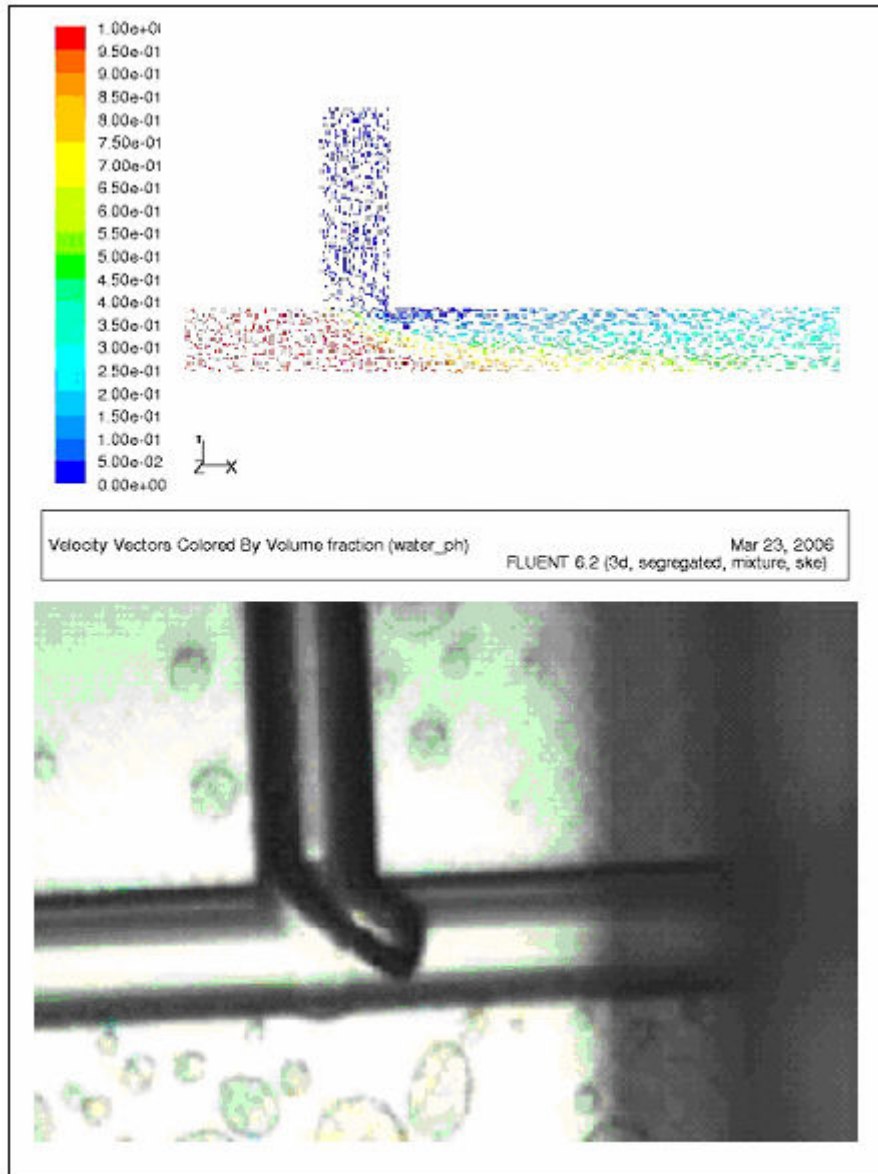 1.00e+0(
9.50e-01
9.00e-01
8.50e-01
8.00e-01
7.50e-01
7.00e-01
6.50e-01
6.00e-01
5.50e-01
5.00e-01
4.50e-01
4.00e-01
3.50e-01
3.00e-01
2.50e-01
2.00e-01
1.50e-01
1.00e-01
5.00e-02
0.00e+00
Y
Z X
Velocity Vectors Colored By Volume fraction (water_ph)
Mar 23, 2006
FLUENT 6.2 (3d, segregated, mixture, ske)